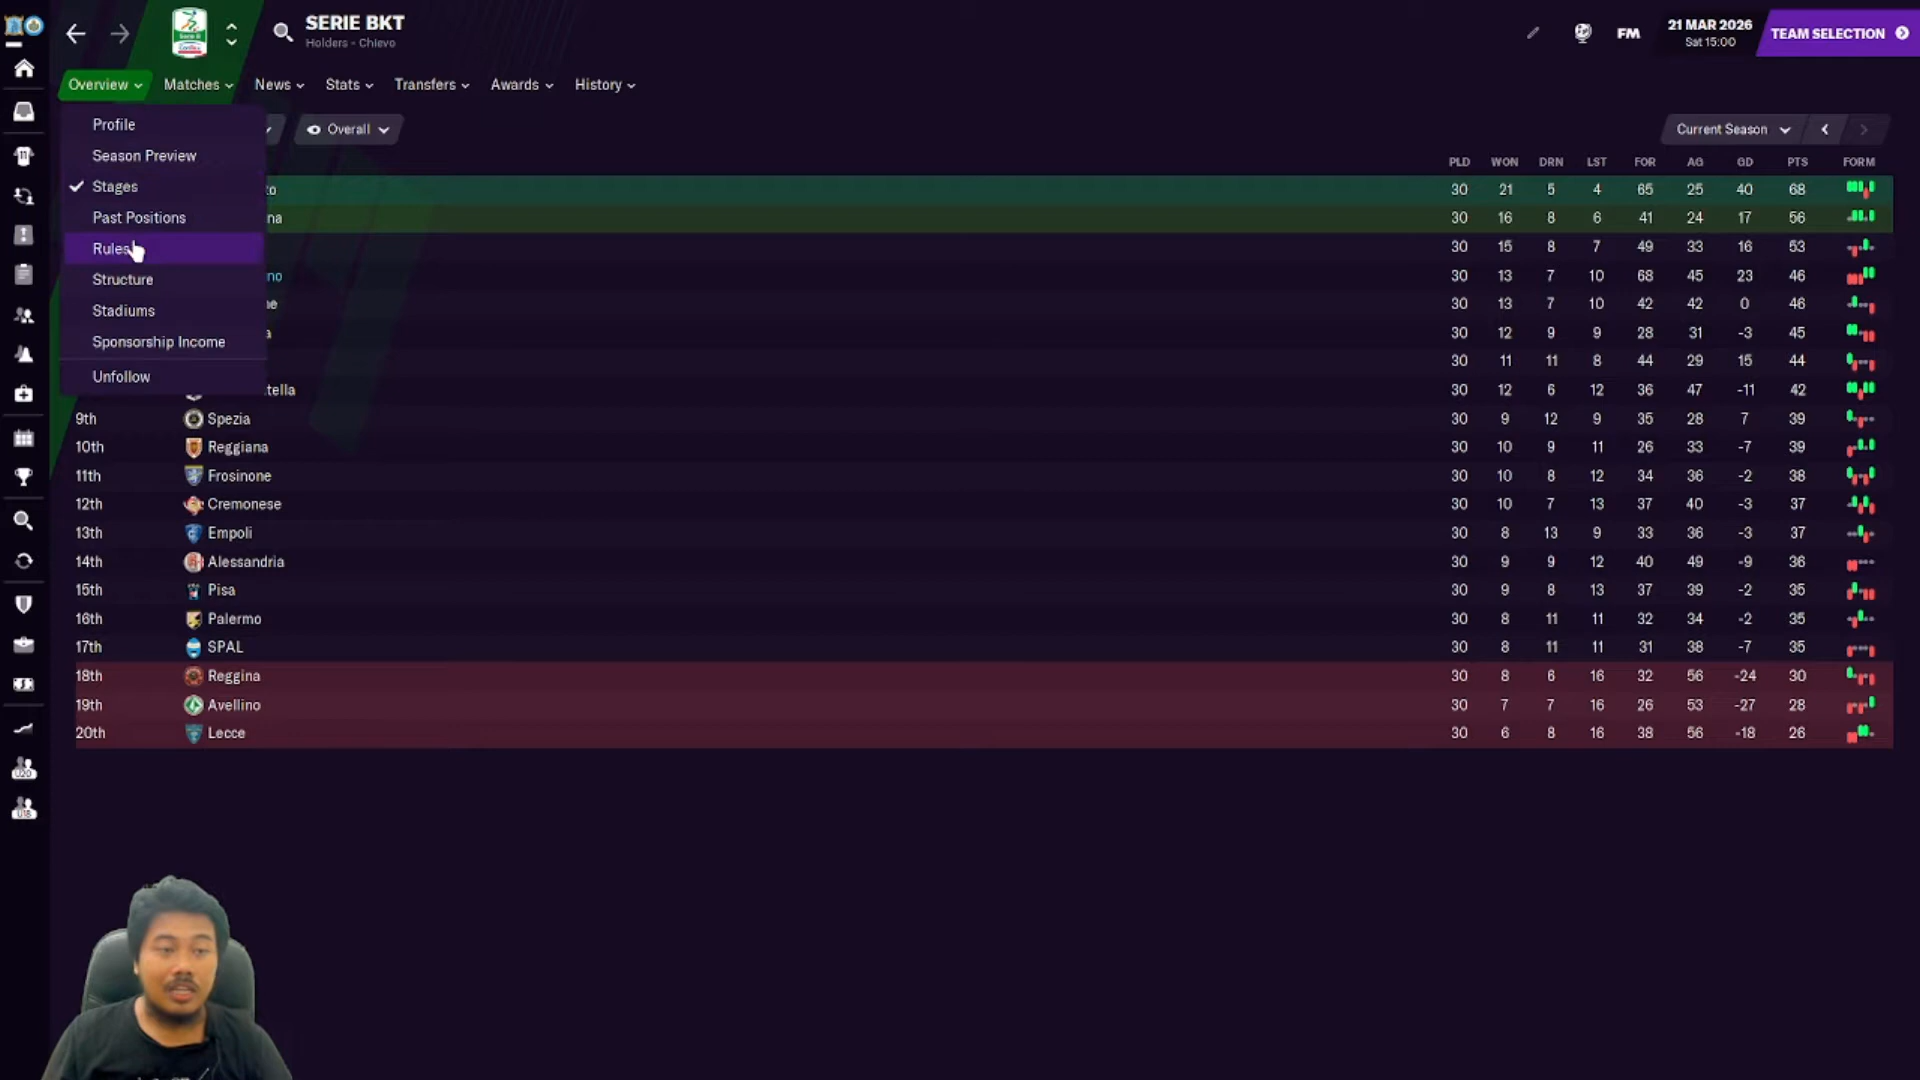 SERIE BKT
Holders - Chievo
FM
21 MAR 2026
Sat 15:00
TEAM SELECTION
Overview
Matches
News
Stats
Transfers
Awards
History
Profile
Season Preview
Stages
Past Positions
Rules
Structure
Stadiums
Sponsorship Income
Unfollow
Overall
Current Season
PLD WON DRN LST FOR AG GD PTS FORM
to 30 21 5 4 65 25 40 68
na 30 16 8 6 41 24 17 56
30 15 8 7 49 33 16 53
no 30 13 7 10 68 45 23 46
ne 30 13 7 10 42 42 0 46
a 30 12 9 9 28 31 -3 45
30 11 11 8 44 29 15 44
tella 30 12 6 12 36 47 -11 42
9th Spezia 30 9 12 9 35 28 7 39
10th Reggiana 30 10 9 11 26 33 -7 39
11th Frosinone 30 10 8 12 34 36 -2 38
12th Cremonese 30 10 7 13 37 40 -3 37
13th Empoli 30 8 13 9 33 36 -3 37
14th Alessandria 30 9 9 12 40 49 -9 36
15th Pisa 30 9 8 13 37 39 -2 35
16th Palermo 30 8 11 11 32 34 -2 35
17th SPAL 30 8 11 11 31 38 -7 35
18th Reggina 30 8 6 16 32 56 -24 30
19th Avellino 30 7 7 16 26 53 -27 28
20th Lecce 30 6 8 16 38 56 -18 26
U20
U18